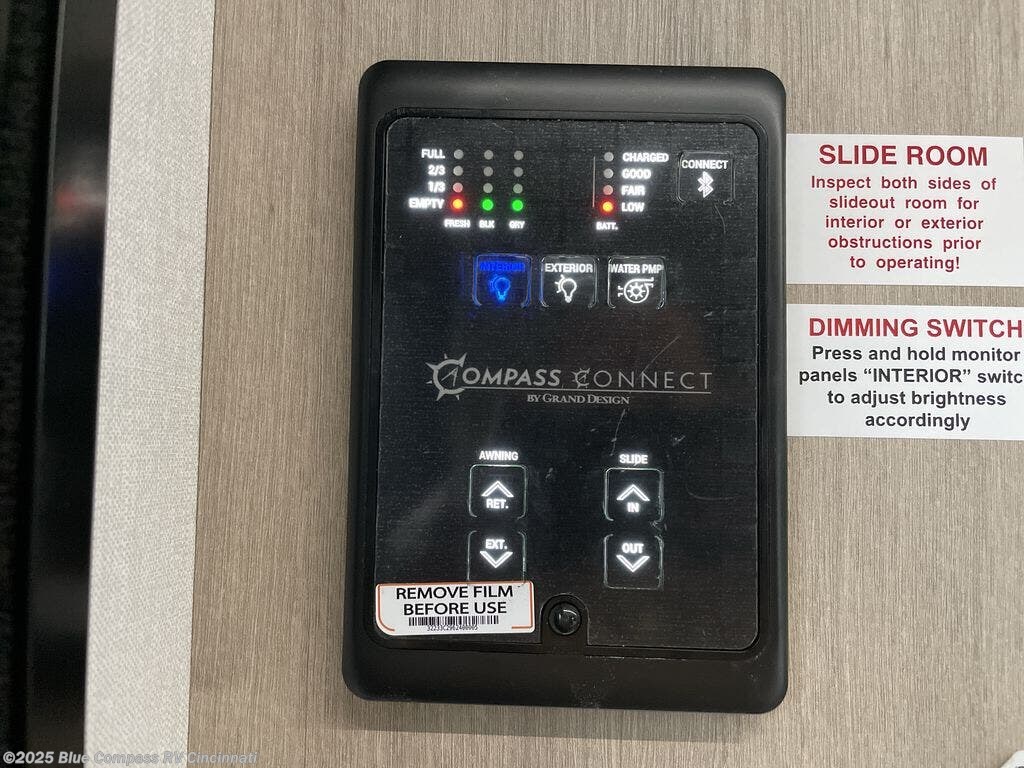 FULL
2/3
1/3
EMPTY
FRESH BLK GRY
CHARGED
GOOD
FAIR
LOW
BATT.
CONNECT
INTERIOR
EXTERIOR
WATER PMP
COMPASS CONNECT
BY GRAND DESIGN
AWNING
RET.
EXT.
SLIDE
IN
OUT
REMOVE FILM
BEFORE USE
SLIDE ROOM
Inspect both sides of
slideout room for
interior or exterior
obstructions prior
to operating!
DIMMING SWITCH
Press and hold monitor
panels “INTERIOR” switc
to adjust brightness
accordingly
©2025 Blue Compass RV Cincinnati